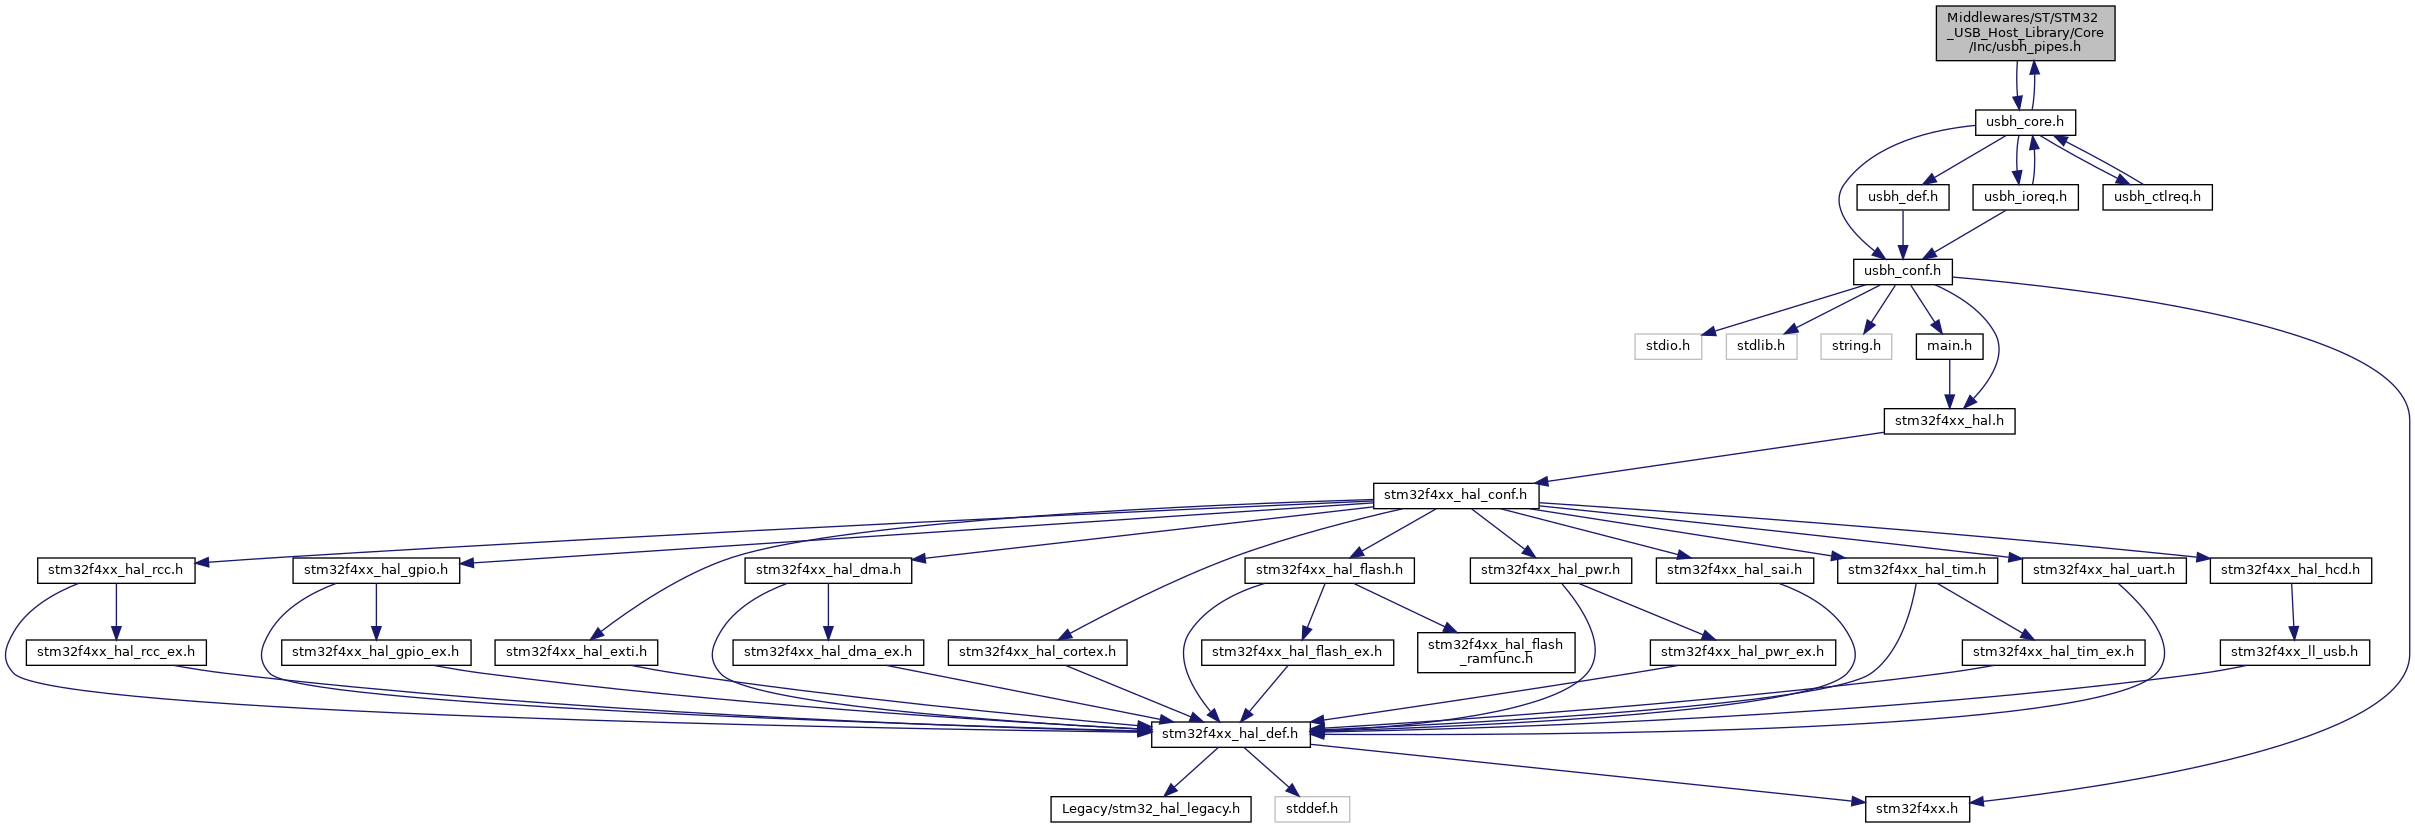 Middlewares/ST/STM32
_USB_Host_Library/Core
/Inc/usbh_pipes.h
usbh_core.h
usbh_def.h
usbh_ioreq.h
usbh_ctlreq.h
usbh_conf.h
stdio.h
stdlib.h
string.h
main.h
stm32f4xx_hal.h
stm32f4xx_hal_conf.h
stm32f4xx_hal_rcc.h
stm32f4xx_hal_gpio.h
stm32f4xx_hal_dma.h
stm32f4xx_hal_flash.h
stm32f4xx_hal_pwr.h
stm32f4xx_hal_sai.h
stm32f4xx_hal_tim.h
stm32f4xx_hal_uart.h
stm32f4xx_hal_hcd.h
stm32f4xx_hal_rcc_ex.h
stm32f4xx_hal_gpio_ex.h
stm32f4xx_hal_exti.h
stm32f4xx_hal_dma_ex.h
stm32f4xx_hal_cortex.h
stm32f4xx_hal_flash_ex.h
stm32f4xx_hal_flash
_ramfunc.h
stm32f4xx_hal_pwr_ex.h
stm32f4xx_hal_tim_ex.h
stm32f4xx_ll_usb.h
stm32f4xx_hal_def.h
Legacy/stm32_hal_legacy.h
stddef.h
stm32f4xx.h